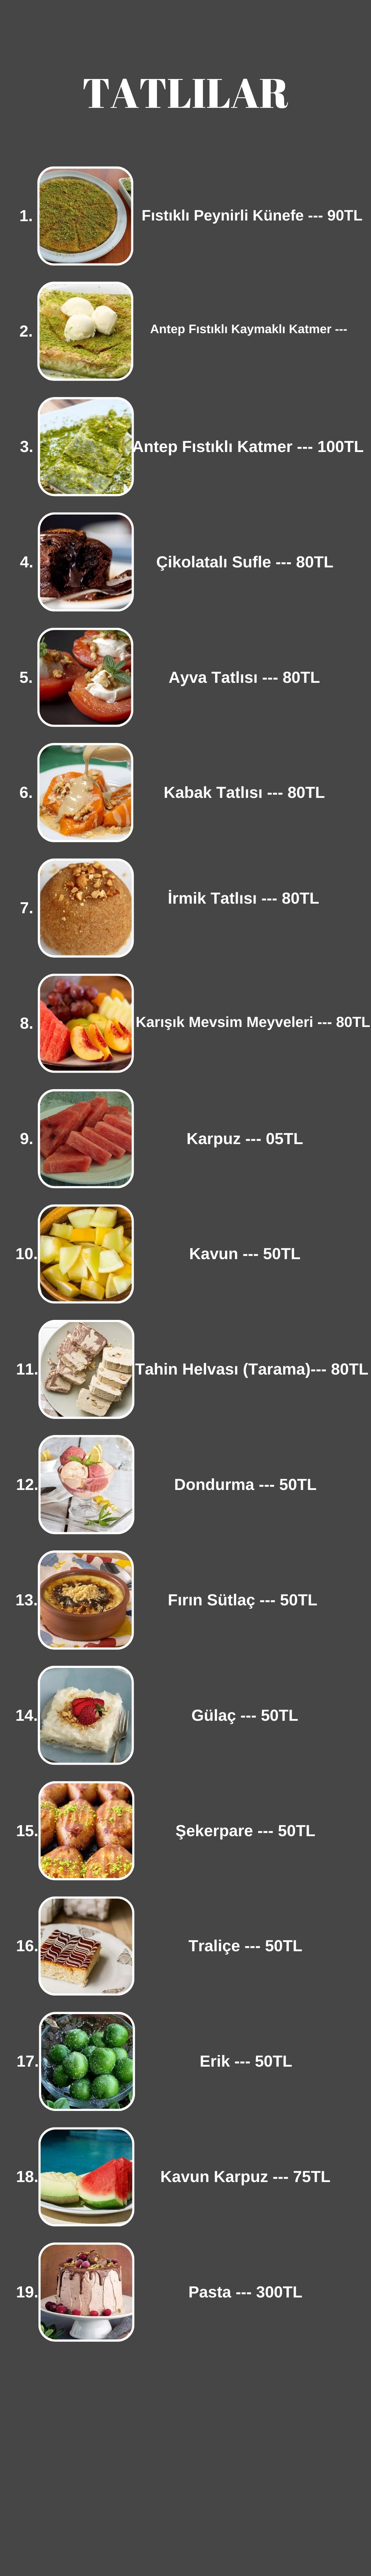 TATLILAR
1. Fıstıklı Peynirli Künefe --- 90TL
2. Antep Fıstıklı Kaymaklı Katmer ---
3. Antep Fıstıklı Katmer --- 100TL
4. Çikolatalı Sufle --- 80TL
5. Ayva Tatlısı --- 80TL
6. Kabak Tatlısı --- 80TL
7. İrmik Tatlısı --- 80TL
8. Karışık Mevsim Meyveleri --- 80TL
9. Karpuz --- 05TL
10. Kavun --- 50TL
11. Tahin Helvası (Tarama)--- 80TL
12. Dondurma --- 50TL
13. Fırın Sütlaç --- 50TL
14. Gülaç --- 50TL
15. Şekerpare --- 50TL
16. Traliçe --- 50TL
17. Erik --- 50TL
18. Kavun Karpuz --- 75TL
19. Pasta --- 300TL